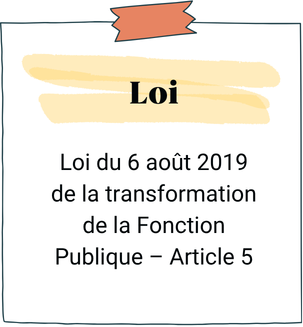 Loi
Loi du 6 août 2019
de la transformation
de la Fonction
Publique – Article 5